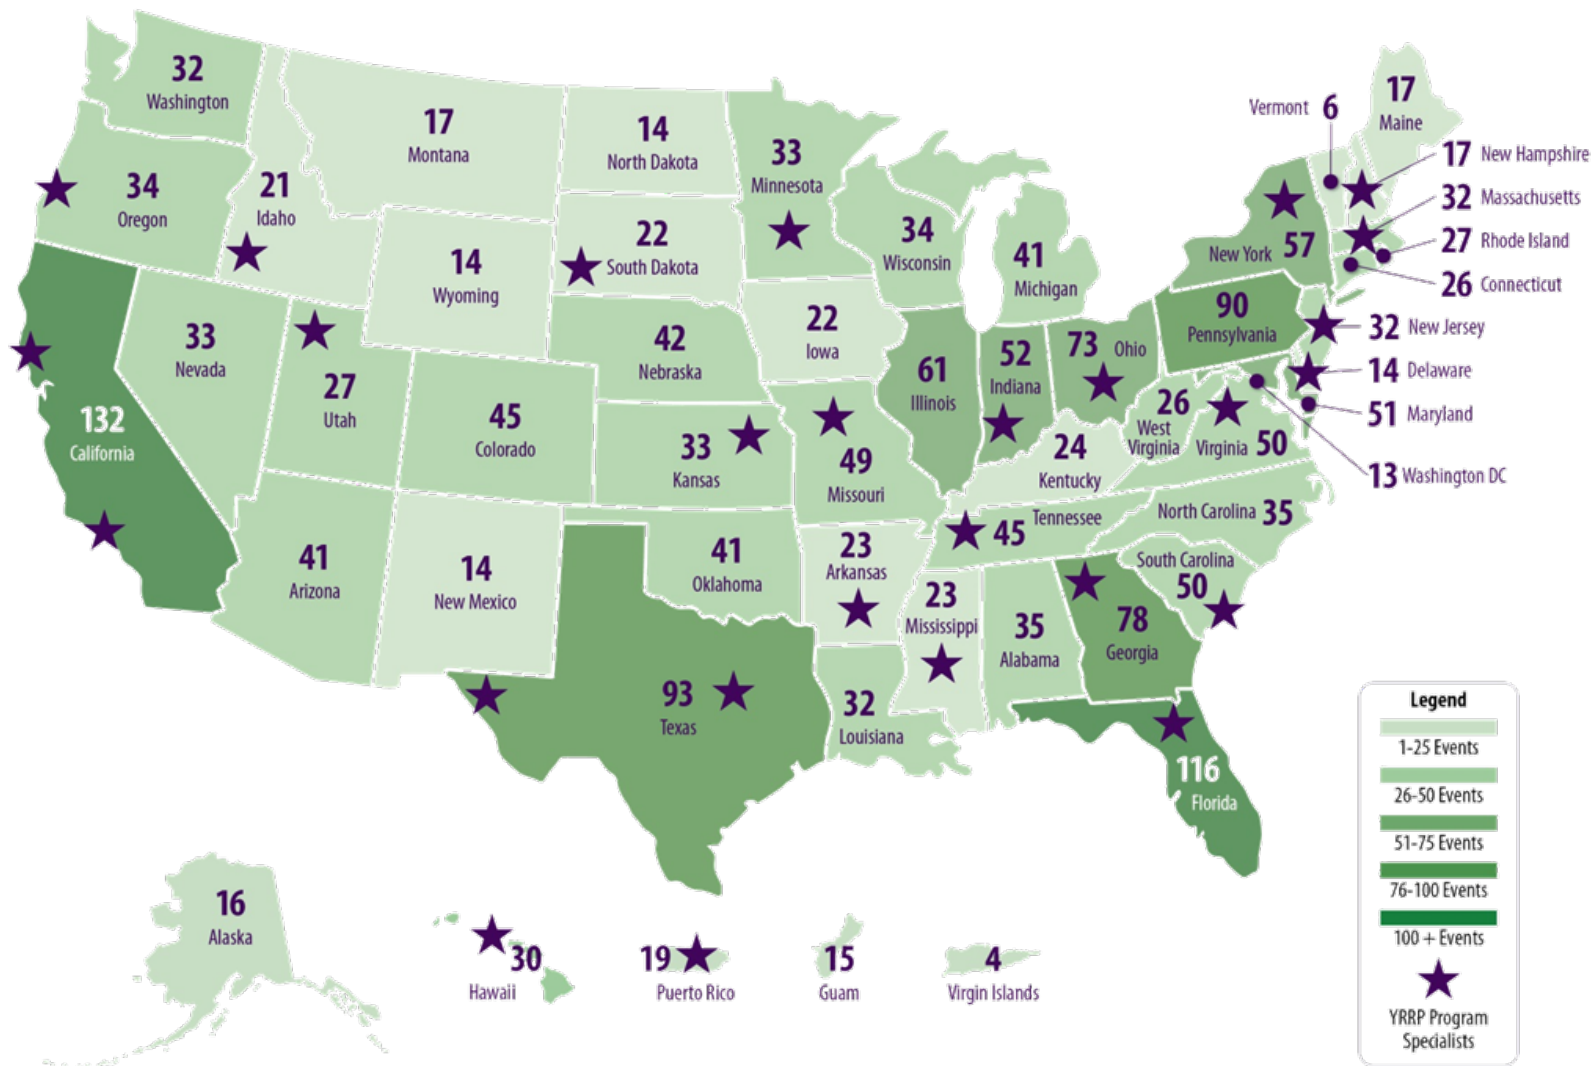 32
Washington
34
Oregon
21
Idaho
17
Montana
14
North Dakota
33
Minnesota
22
South Dakota
14
Wyoming
34
Wisconsin
41
Michigan
Vermont 6
17
Maine
17 New Hampshire
32 Massachusetts
27 Rhode Island
26 Connecticut
New York 57
90
Pennsylvania
32 New Jersey
14 Delaware
51 Maryland
13 Washington DC
132
California
33
Nevada
27
Utah
45
Colorado
42
Nebraska
22
Iowa
61
Illinois
52
Indiana
73 Ohio
26
West
Virginia
Virginia 50
33
Kansas
49
Missouri
24
Kentucky
45 Tennessee
North Carolina 35
South Carolina
50
41
Arizona
14
New Mexico
41
Oklahoma
23
Arkansas
23
Mississippi
35
Alabama
78
Georgia
93
Texas
32
Louisiana
116
Florida
16
Alaska
30
Hawaii
19
Puerto Rico
15
Guam
4
Virgin Islands
Legend
1-25 Events
26-50 Events
51-75 Events
76-100 Events
100 + Events
YRRP Program
Specialists